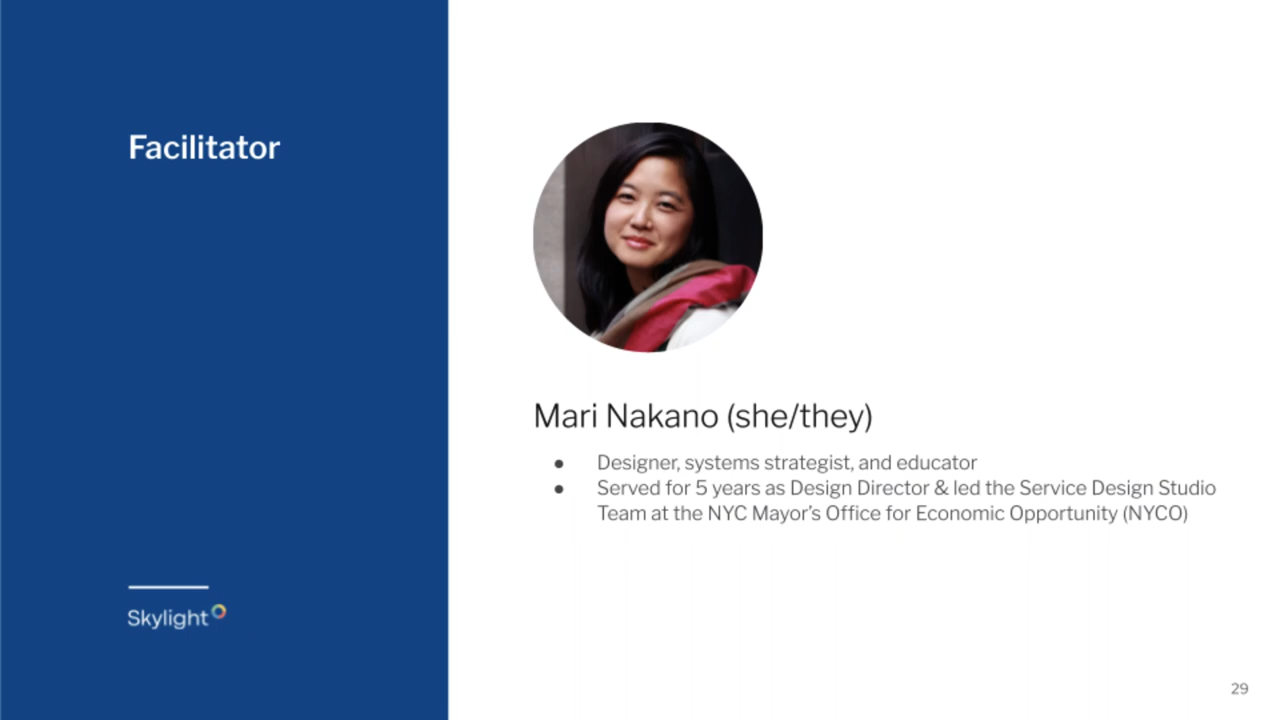 Facilitator
Mari Nakano (she/they)
● Designer, systems strategist, and educator
● Served for 5 years as Design Director & led the Service Design Studio
Team at the NYC Mayor’s Office for Economic Opportunity (NYCO)
Skylight
29